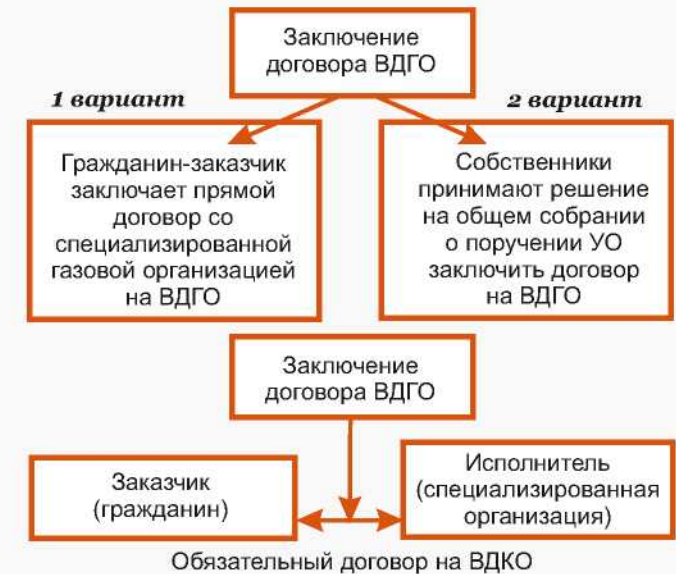 Заключение
договора ВДГО
1 вариант
2 вариант
Гражданин-заказчик
заключает прямой
договор со
специализированной
газовой организацией
на ВДГО
Собственники
принимают решение
на общем собрании
о поручении УО
заключить договор
на ВДГО
Заключение
договора ВДГО
Заказчик
(гражданин)
Исполнитель
(специализированная
организация)
Обязательный договор на ВДКО